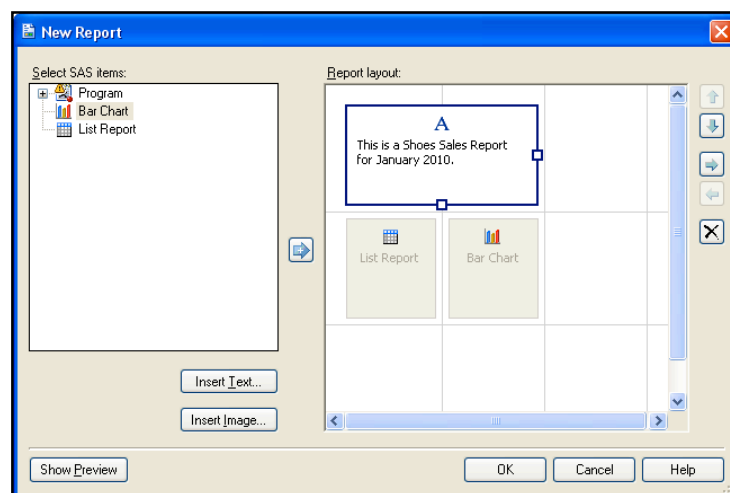 New Report
Select SAS items:
Program
Bar Chart
List Report
Report layout:
A
This is a Shoes Sales Report
for January 2010.
List Report
Bar Chart
Insert Text...
Insert Image...
Show Preview
OK
Cancel
Help